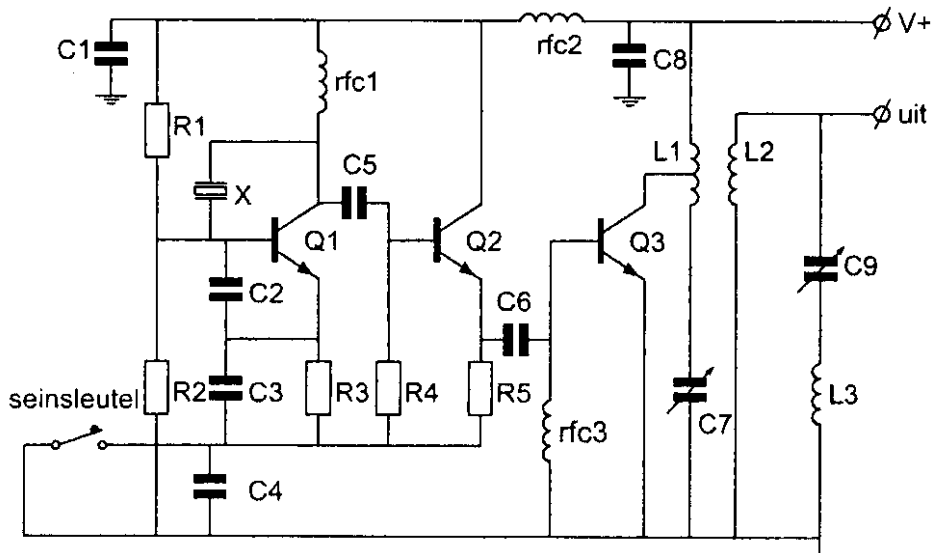 V+
C1
rfc2
C8
rfc1
uit
R1
C5
L1
L2
X
Q1
Q2
Q3
C9
C2
C6
seinsleutel
R2
C3
R3
R4
R5
C7
L3
rfc3
C4